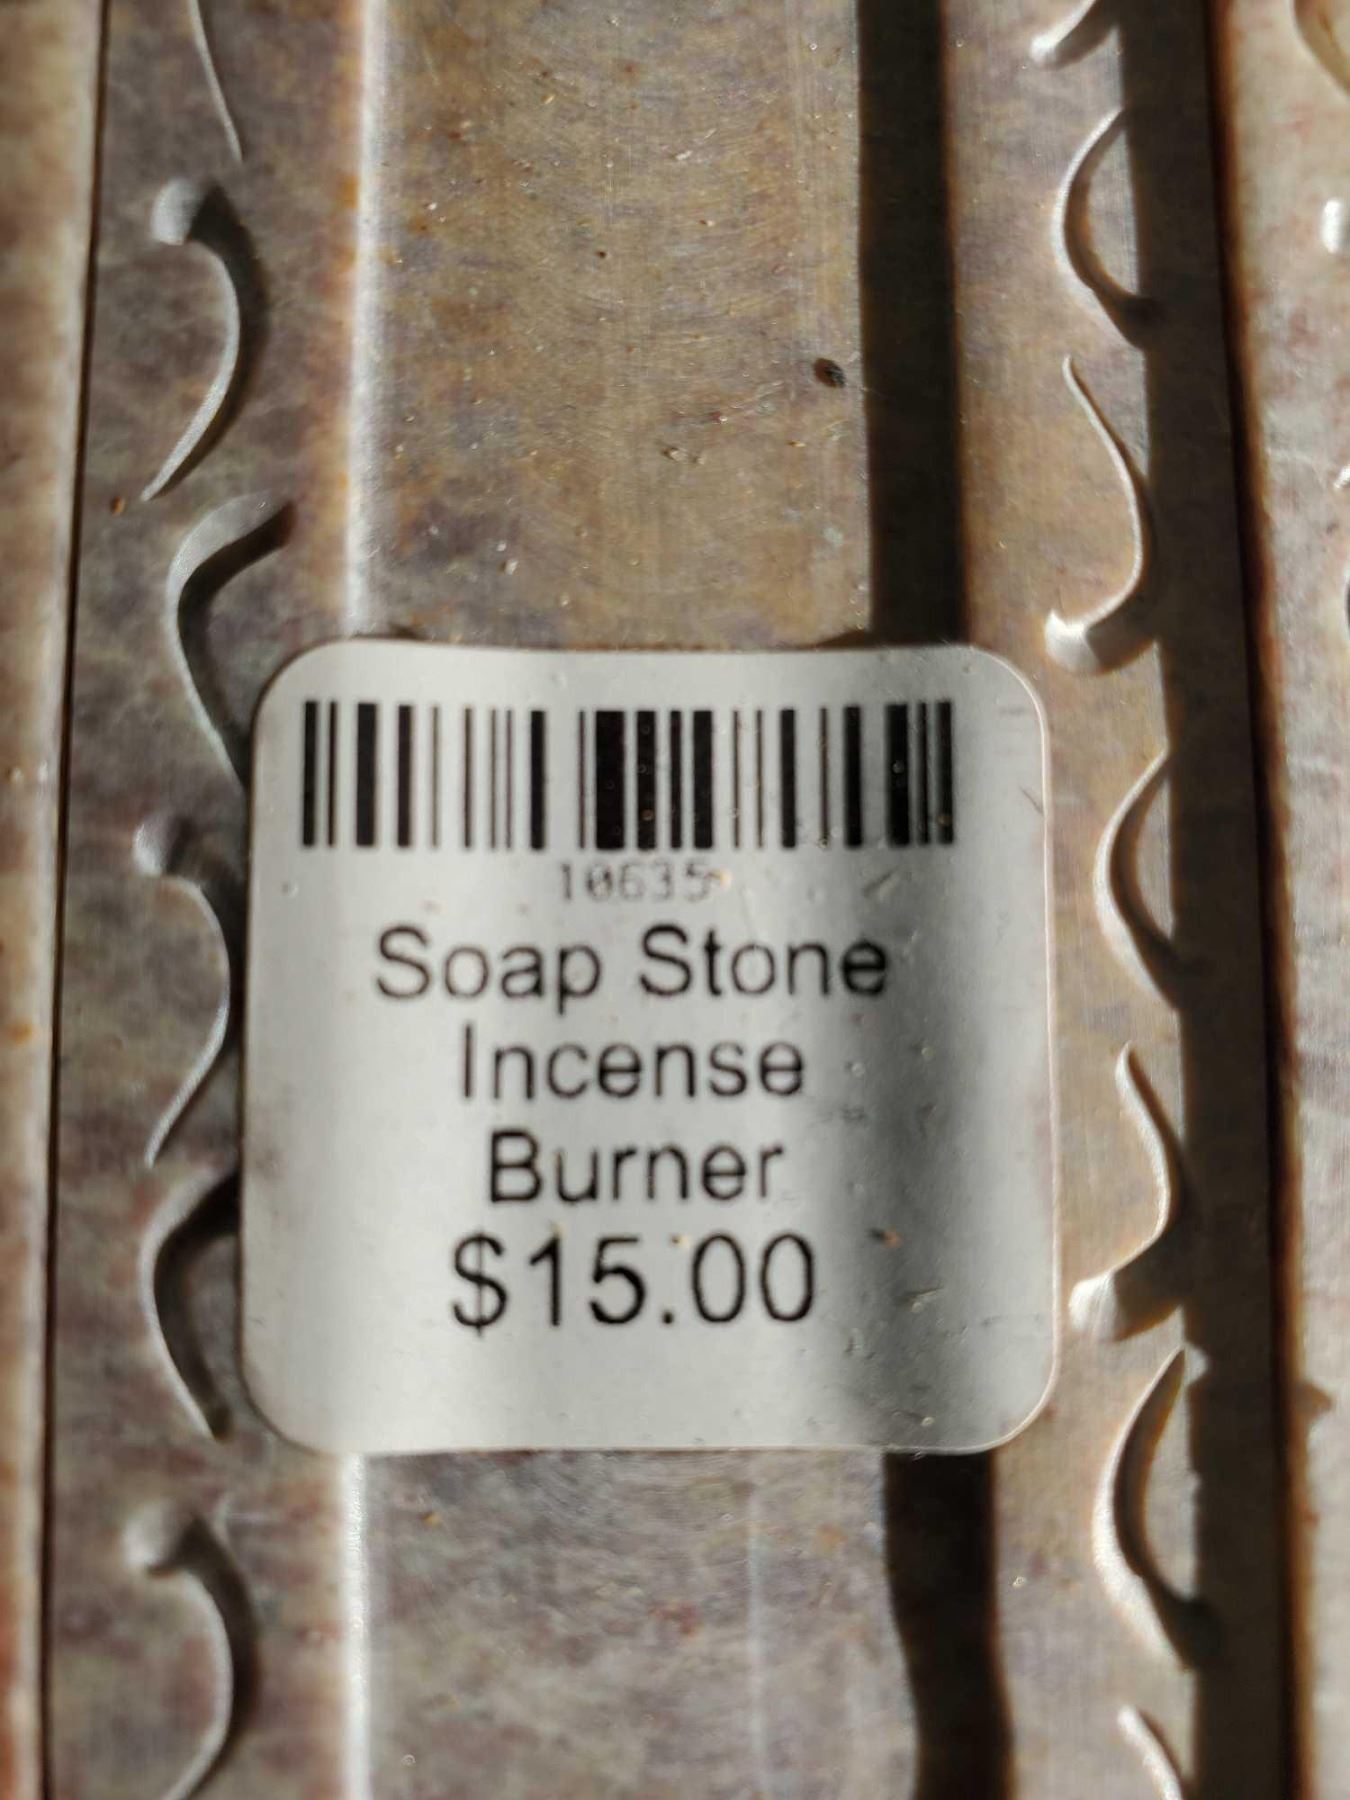 10635
Soap Stone
Incense
Burner
$15.00